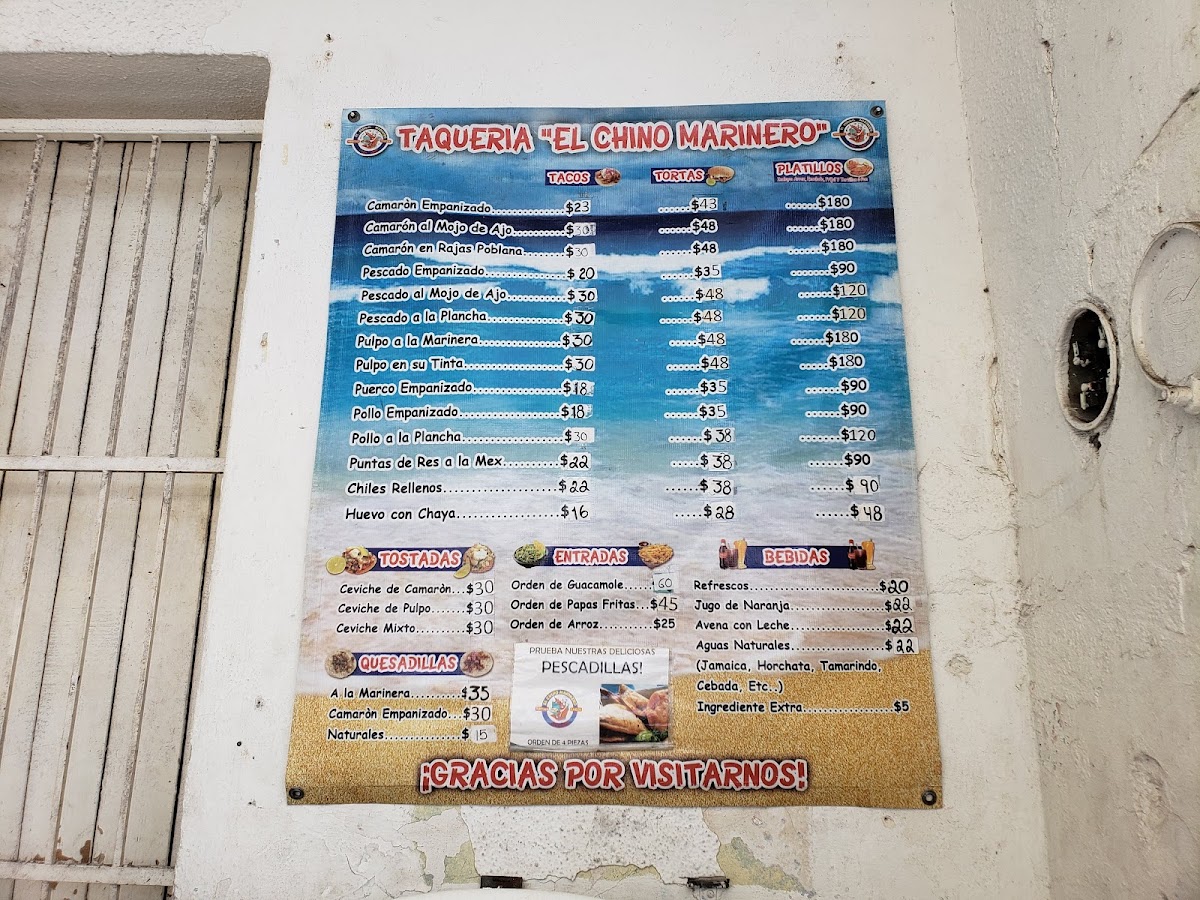 TAQUERIA "EL CHINO MARINERO"
TACOS TORTAS PLATILLOS
Camaròn Empanizado.............$23 ......$43 ......$180
Camarón al Mojo de Ajo..........$30 ......$48 ......$180
Camarón en Rajas Poblana........$30 ......$48 ......$180
Pescado Empanizado..............$20 ......$35 ......$90
Pescado al Mojo de Ajo..........$30 ......$48 ......$120
Pescado a la Plancha............$30 ......$48 ......$120
Pulpo a la Marinera.............$30 ......$48 ......$180
Pulpo en su Tinta...............$30 ......$48 ......$180
Puerco Empanizado...............$18 ......$35 ......$90
Pollo Empanizado................$18 ......$35 ......$90
Pollo a la Plancha..............$30 ......$38 ......$120
Puntas de Res a la Mex..........$22 ......$38 ......$90
Chiles Rellenos.................$22 ......$38 ......$90
Huevo con Chaya.................$16 ......$28 ......$48
TOSTADAS
Ceviche de Camaròn...$30
Ceviche de Pulpo.......$30
Ceviche Mixto..........$30
QUESADILLAS
A la Marinera..........$35
Camaròn Empanizado...$30
Naturales..............$15
ENTRADAS
Orden de Guacamole......60
Orden de Papas Fritas...$45
Orden de Arroz..........$25
PRUEBA NUESTRAS DELICIOSAS
PESCADILLAS!
ORDEN DE 4 PIEZAS
BEBIDAS
Refrescos......................$20
Jugo de Naranja................$22
Avena con Leche................$22
Aguas Naturales................$22
(Jamaica, Horchata, Tamarindo,
Cebada, Etc..)
Ingrediente Extra...............$5
¡GRACIAS POR VISITARNOS!